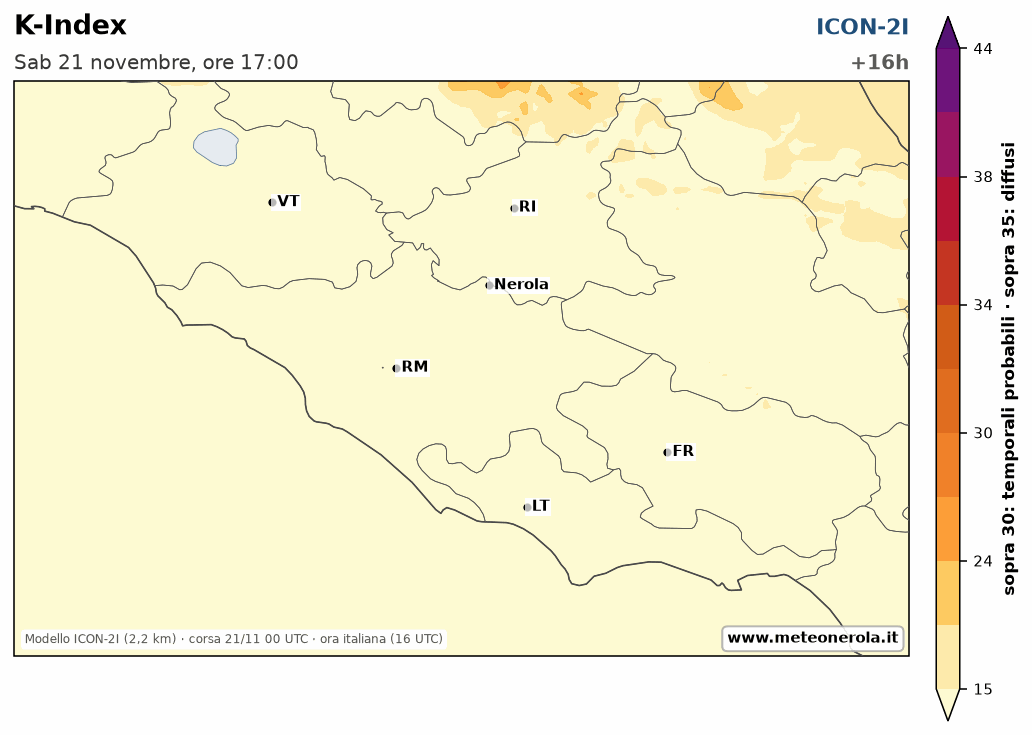 K-Index
ICON-2I
Sab 21 novembre, ore 17:00
+16h
VT
RI
Nerola
RM
FR
LT
Modello ICON-2I (2,2 km) · corsa 21/11 00 UTC · ora italiana (16 UTC)
www.meteonerola.it
44
38
34
30
24
15
sopra 30: temporali probabili · sopra 35: diffusi